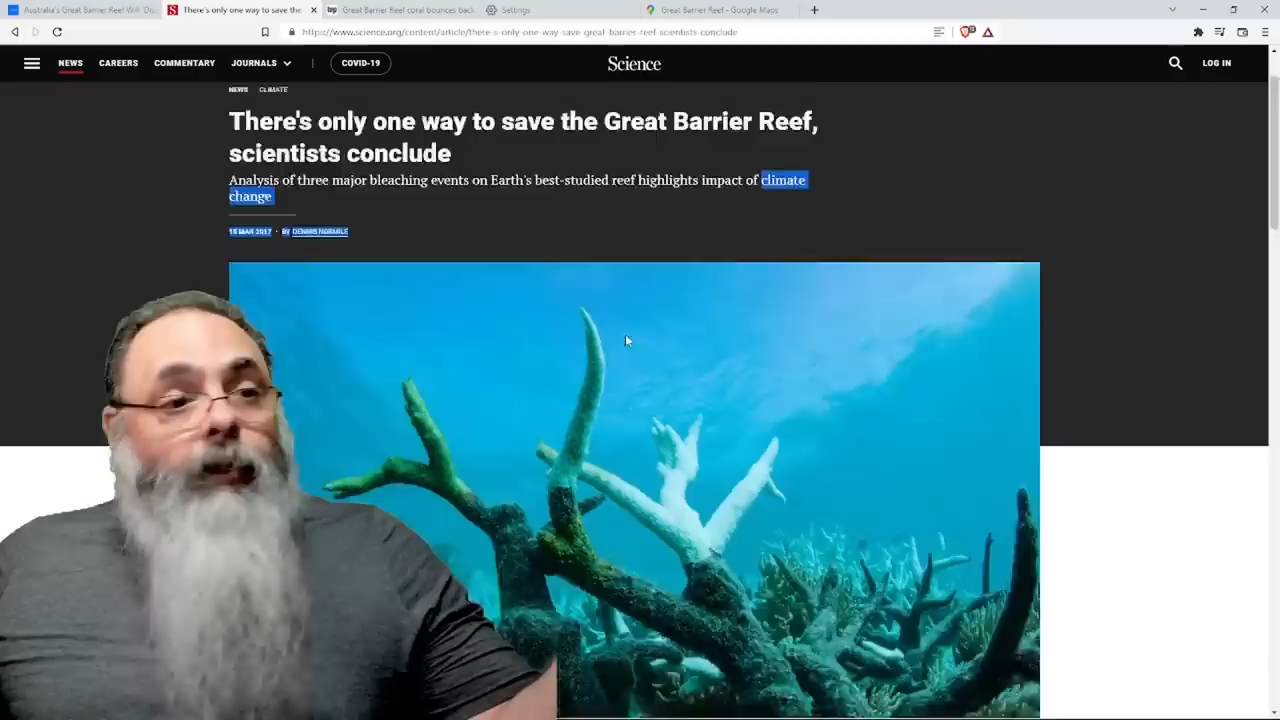 Australia's Great Barrier Reef Will 'Dis
There's only one way to save the
Great Barrier Reef coral bounces back
Settings
Great Barrier Reef - Google Maps
https://www.science.org/content/article/there-s-only-one-way-save-great-barrier-reef-scientists-conclude
NEWS CAREERS COMMENTARY JOURNALS COVID-19 Science LOG IN
NEWS CLIMATE
There's only one way to save the Great Barrier Reef,
scientists conclude
Analysis of three major bleaching events on Earth's best-studied reef highlights impact of climate
change
15 MAR 2017 · BY DENNIS NORMILE